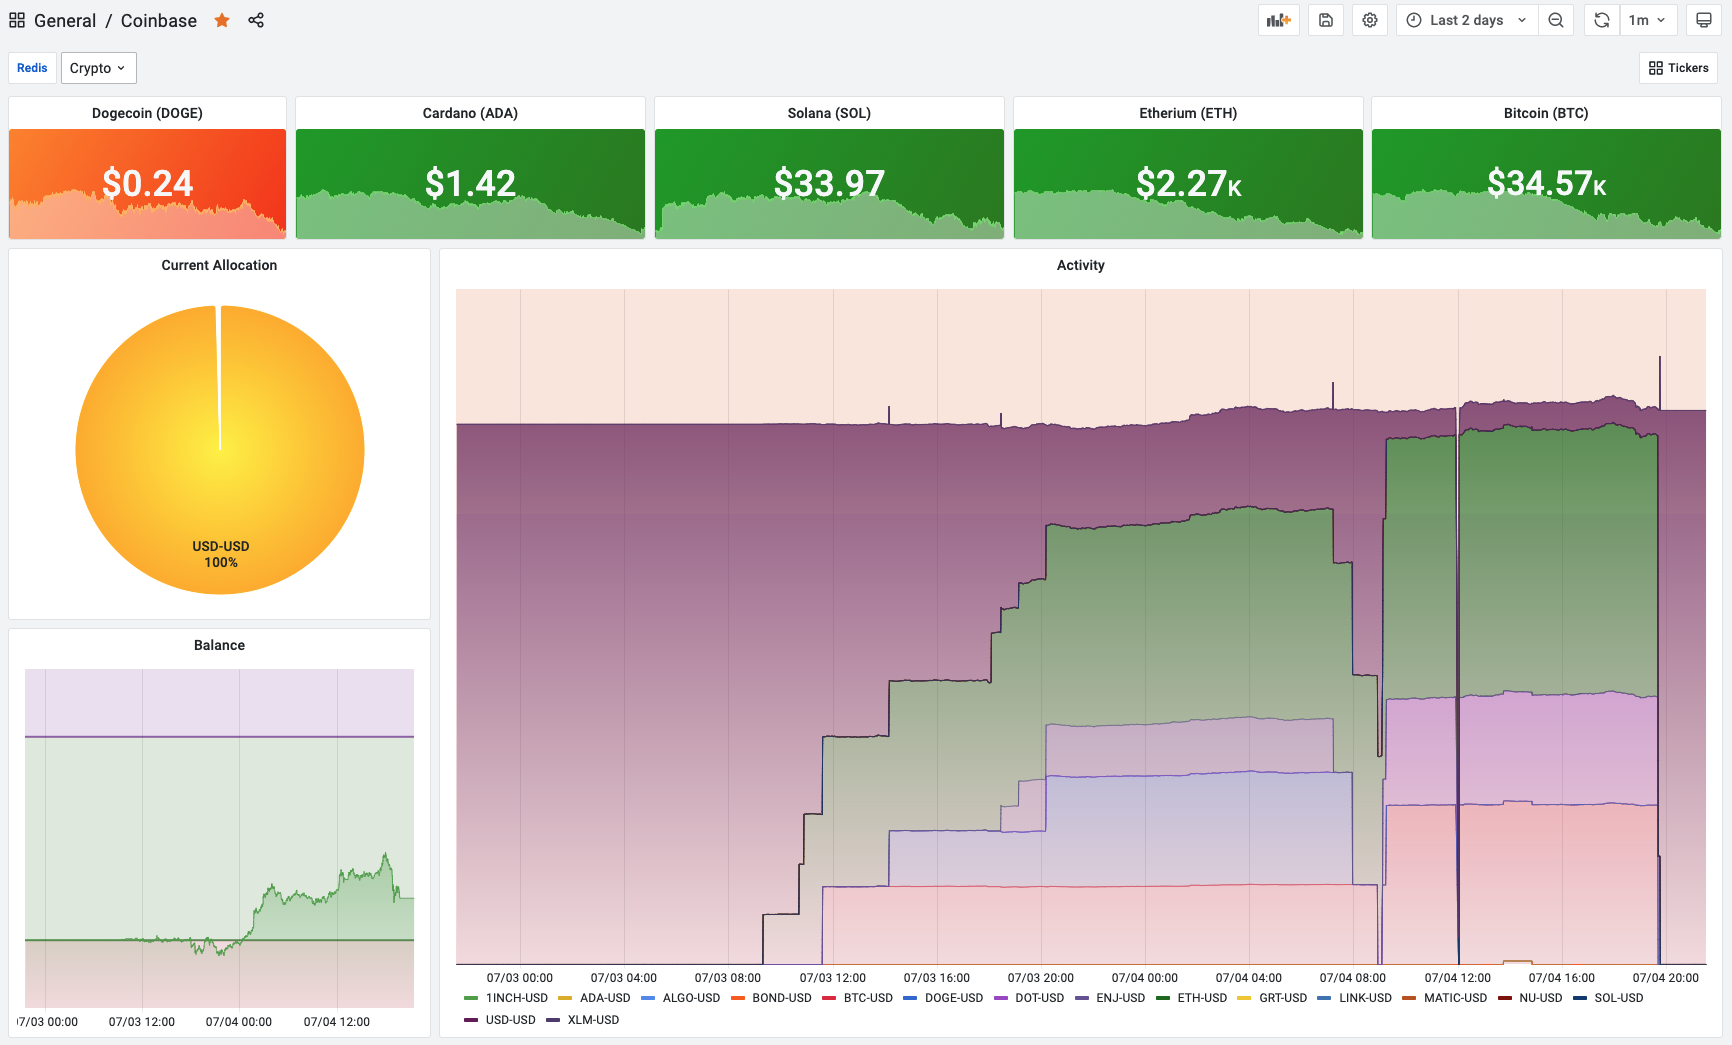 General / Coinbase
Last 2 days
1m
Redis
Crypto
Tickers
Dogecoin (DOGE)
Cardano (ADA)
Solana (SOL)
Etherium (ETH)
Bitcoin (BTC)
$0.24
$1.42
$33.97
$2.27K
$34.57K
Current Allocation
USD-USD
100%
Balance
07/03 00:00 07/03 12:00 07/04 00:00 07/04 12:00
Activity
07/03 00:00 07/03 04:00 07/03 08:00 07/03 12:00 07/03 16:00 07/03 20:00 07/04 00:00 07/04 04:00 07/04 08:00 07/04 12:00 07/04 16:00 07/04 20:00
1INCH-USD ADA-USD ALGO-USD BOND-USD BTC-USD DOGE-USD DOT-USD ENJ-USD ETH-USD GRT-USD LINK-USD MATIC-USD NU-USD SOL-USD
USD-USD XLM-USD